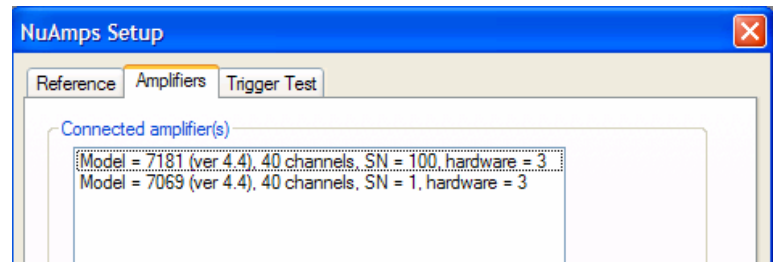 NuAmps Setup
Reference Amplifiers Trigger Test
Connected amplifier(s)
Model = 7181 (ver 4.4), 40 channels, SN = 100, hardware = 3
Model = 7069 (ver 4.4), 40 channels, SN = 1, hardware = 3